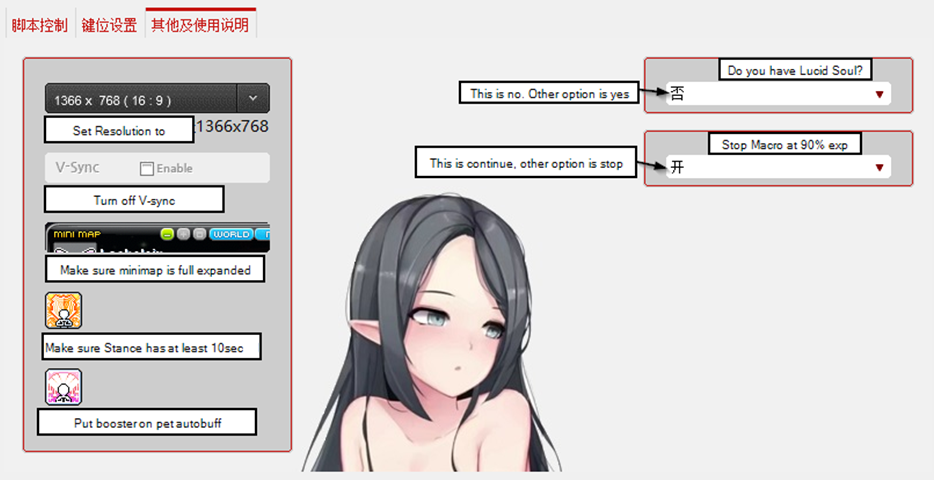 脚本控制 键位设置 其他及使用说明
1366 x 768 ( 16 : 9 )
Set Resolution to 1366x768
V-Sync Enable
Turn off V-sync
MINI MAP WORLD
Make sure minimap is full expanded
Make sure Stance has at least 10sec
Put booster on pet autobuff
Do you have Lucid Soul?
This is no. Other option is yes 否
Stop Macro at 90% exp
This is continue, other option is stop 开